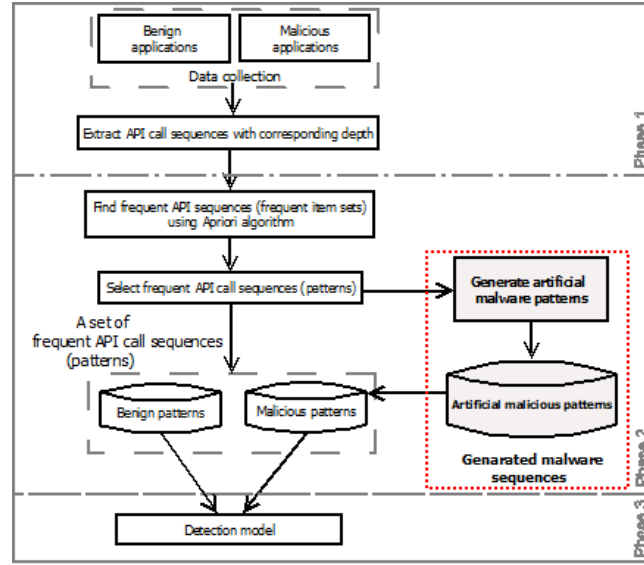 Benign
applications
Malicious
applications
Data collection
Extract API call sequences with corresponding depth
Phase 1
Find frequent API sequences (frequent item sets)
using Apriori algorithm
Select frequent API call sequences (patterns)
Generate artificial
malware patterns
A set of
frequent API call sequences
(patterns)
Benign patterns
Malicious patterns
Artificial malicious patterns
Genarated malware
sequences
Phase 2
Detection model
Phase 3